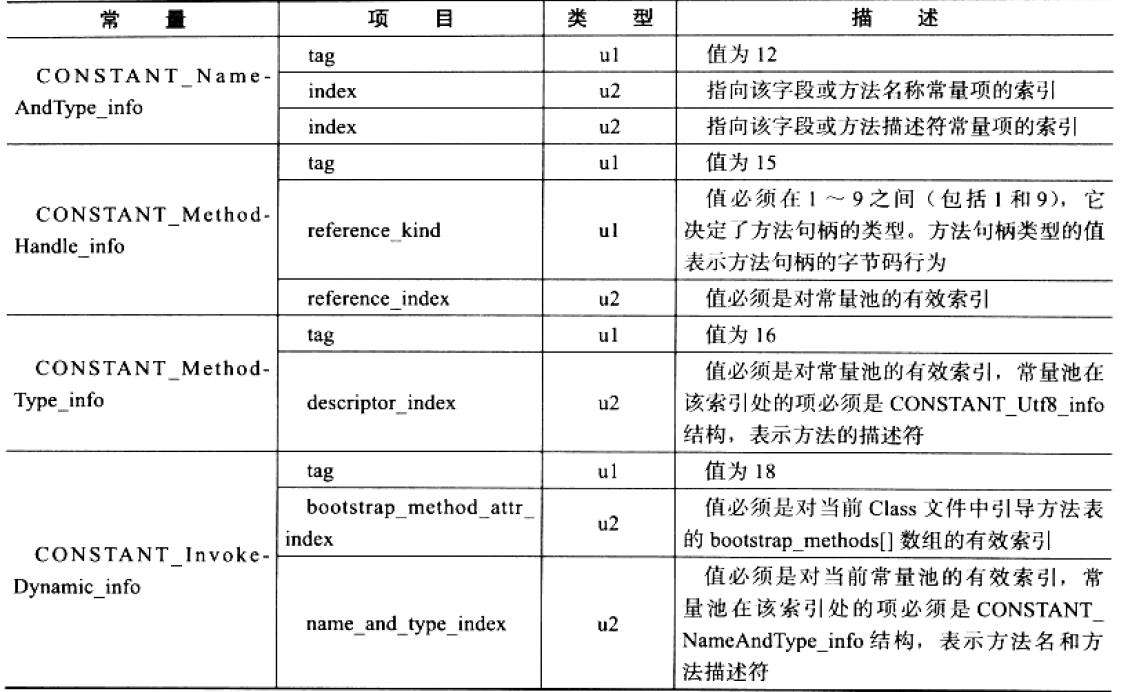 常 量 项 目 类 型 描 述
CONSTANT_Name-
AndType_info
tag u1 值为 12
index u2 指向该字段或方法名称常量项的索引
index u2 指向该字段或方法描述符常量项的索引
CONSTANT_Method-
Handle_info
tag u1 值为 15
reference_kind u1
值必须在 1 ～ 9 之间（包括 1 和 9），它
决定了方法句柄的类型。方法句柄类型的值
表示方法句柄的字节码行为
reference_index u2 值必须是对常量池的有效索引
CONSTANT_Method-
Type_info
tag u1 值为 16
descriptor_index u2
值必须是对常量池的有效索引，常量池在
该索引处的项必须是 CONSTANT_Utf8_info
结构，表示方法的描述符
CONSTANT_Invoke-
Dynamic_info
tag u1 值为 18
bootstrap_method_attr_
index
u2
值必须是对当前 Class 文件中引导方法表
的 bootstrap_methods[] 数组的有效索引
name_and_type_index u2
值必须是对当前常量池的有效索引，常
量池在该索引处的项必须是 CONSTANT_
NameAndType_info 结构，表示方法名和方
法描述符